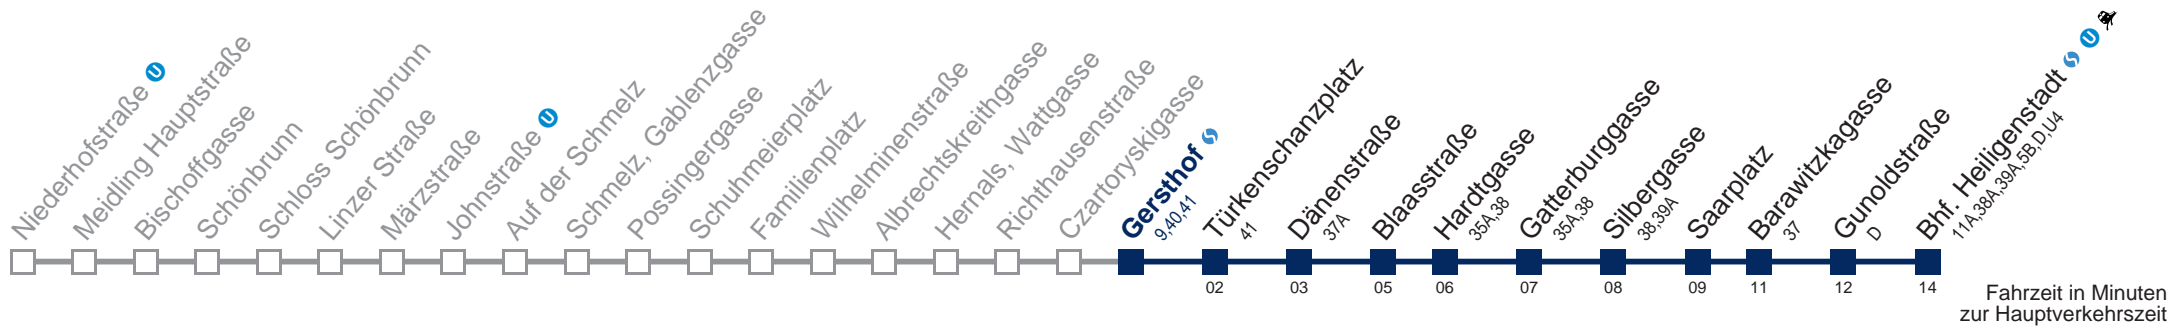 Niederhofstraße U
Meidling Hauptstraße
Bischoffgasse
Schönbrunn
Schloss Schönbrunn
Linzer Straße
Märzstraße
Johnstraße U
Auf der Schmelz
Schmelz, Gablenzgasse
Possingergasse
Schuhmeierplatz
Familienplatz
Wilhelminenstraße
Albrechtskreithgasse
Hernals, Wattgasse
Richthausenstraße
Czartoryskigasse
Gersthof S
9,40,41
Türkenschanzplatz
41
Dänenstraße
37A
Blaasstraße
Hardtgasse
35A,38
Gatterburggasse
35A,38
Silbergasse
38,39A
Saarplatz
Barawitzkagasse
37
Gunoldstraße
D
Bhf. Heiligenstadt S U
11A,38A,39A,5B,D,U4
02 03 05 06 07 08 09 11 12 14
Fahrzeit in Minuten
zur Hauptverkehrszeit